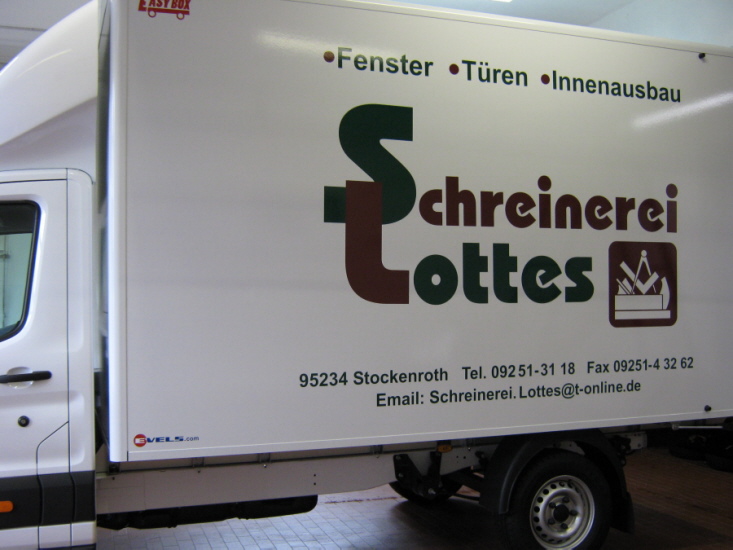 EASY BOX
•Fenster •Türen •Innenausbau
Schreinerei
Lottes
95234 Stockenroth Tel. 09251-31 18 Fax 09251-4 32 62
Email: Schreinerei.Lottes@t-online.de
EVELS.com